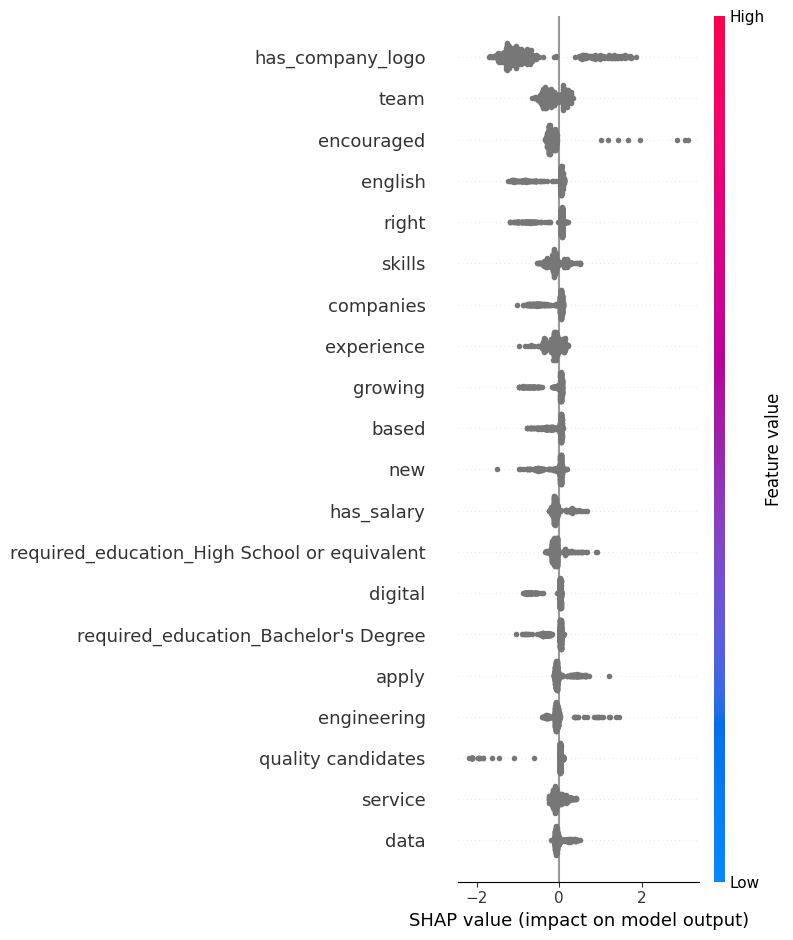 High
has_company_logo
team
encouraged
english
right
skills
companies
experience
growing
based
new
has_salary
required_education_High School or equivalent
digital
required_education_Bachelor's Degree
apply
engineering
quality candidates
service
data
Feature value
Low
−2 0 2
SHAP value (impact on model output)